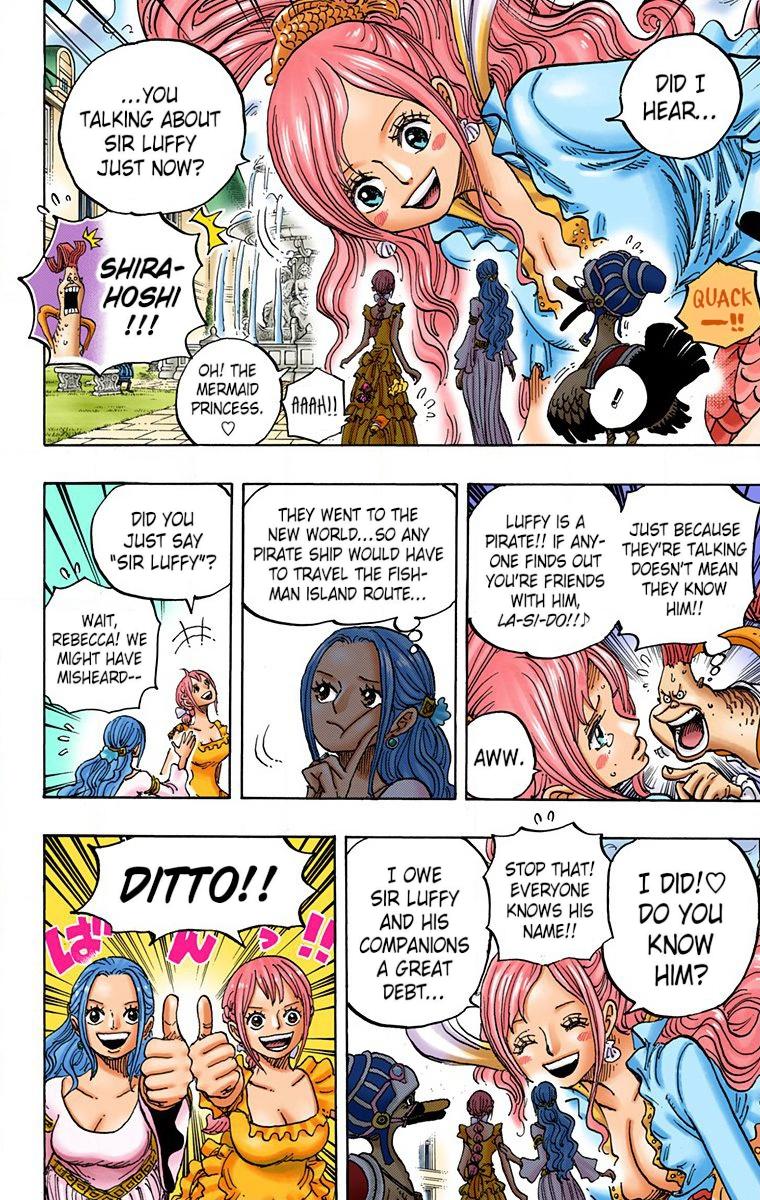 DID I
HEAR...
...YOU
TALKING ABOUT
SIR LUFFY
JUST NOW?
SHIRA-
HOSHI
!!!
QUACK
—!!
AAAH!!
OH! THE
MERMAID
PRINCESS.
♡
JUST BECAUSE
THEY'RE TALKING
DOESN'T MEAN
THEY KNOW
HIM!!
LUFFY IS A
PIRATE!! IF ANY-
ONE FINDS OUT
YOU'RE FRIENDS
WITH HIM,
LA-SI-DO!!♪
AWW.
THEY WENT TO THE
NEW WORLD...SO ANY
PIRATE SHIP WOULD HAVE
TO TRAVEL THE FISH-
MAN ISLAND ROUTE...
DID YOU
JUST SAY
"SIR LUFFY"?
WAIT,
REBECCA! WE
MIGHT HAVE
MISHEARD--
I DID!♡
DO YOU
KNOW
HIM?
STOP THAT!
EVERYONE
KNOWS HIS
NAME!!
I OWE
SIR LUFFY
AND HIS
COMPANIONS
A GREAT
DEBT...
DITTO!!
ばんっ!!